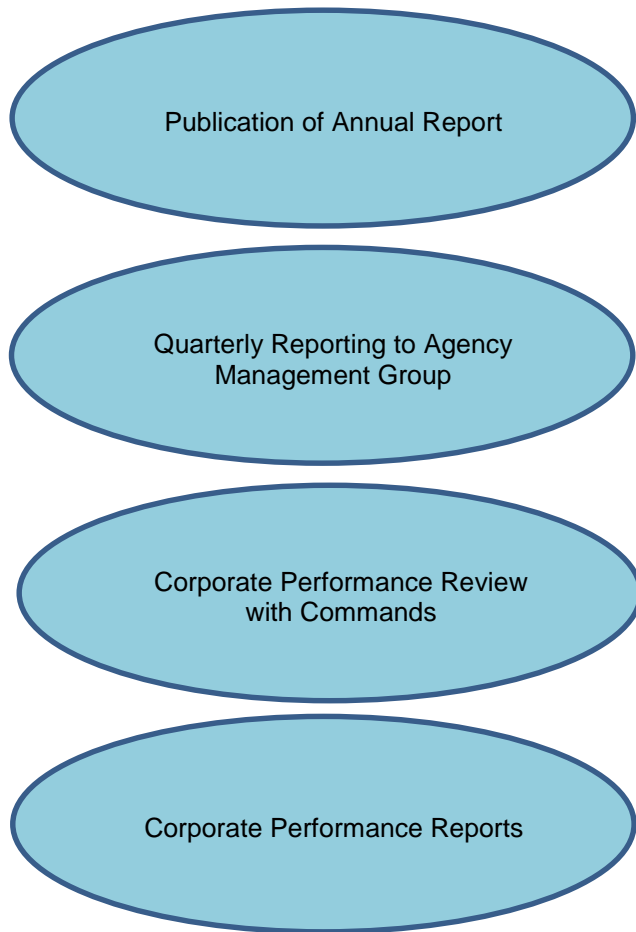 Publication of Annual Report
Quarterly Reporting to Agency
Management Group
Corporate Performance Review
with Commands
Corporate Performance Reports